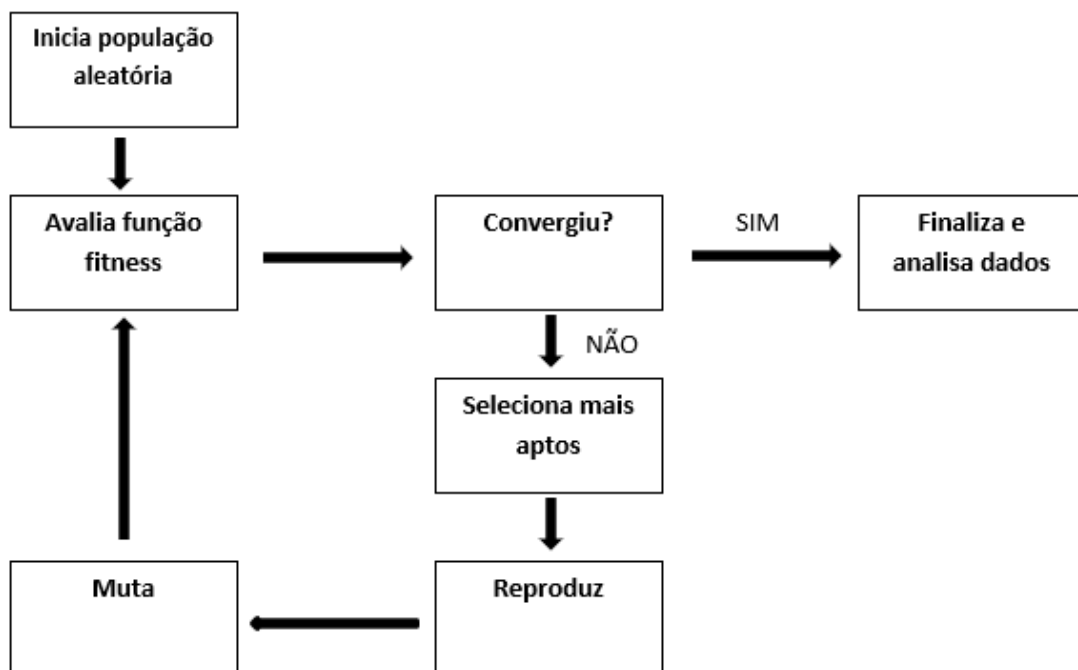 Inicia população
aleatória
Avalia função
fitness
Convergiu?
SIM
Finaliza e
analisa dados
NÃO
Seleciona mais
aptos
Muta
Reproduz